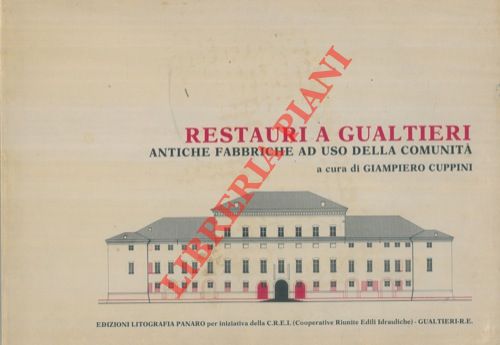 RESTAURI A GUALTIERI
ANTICHE FABBRICHE AD USO DELLA COMUNITÀ
a cura di GIAMPIERO CUPPINI
LIBRERIA PIANI
EDIZIONI LITOGRAFIA PANARO per iniziativa della C.R.E.I. (Cooperative Riunite Edili Idrauliche) - GUALTIERI-R.E.